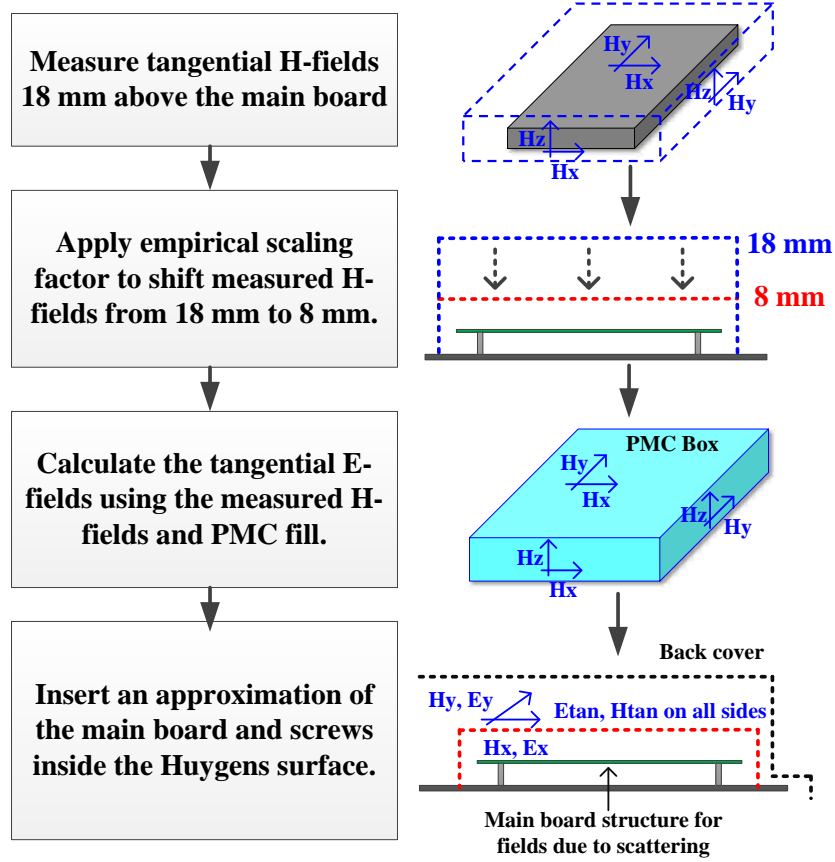 Measure tangential H-fields
18 mm above the main board
Hy
Hx
Hz
Hy
Hz
Hx
Apply empirical scaling
factor to shift measured H-
fields from 18 mm to 8 mm.
18 mm
8 mm
Calculate the tangential E-
fields using the measured H-
fields and PMC fill.
PMC Box
Hy
Hx
Hz
Hy
Hz
Hx
Insert an approximation of
the main board and screws
inside the Huygens surface.
Back cover
Hy, Ey
Etan, Htan on all sides
Hx, Ex
Main board structure for
fields due to scattering